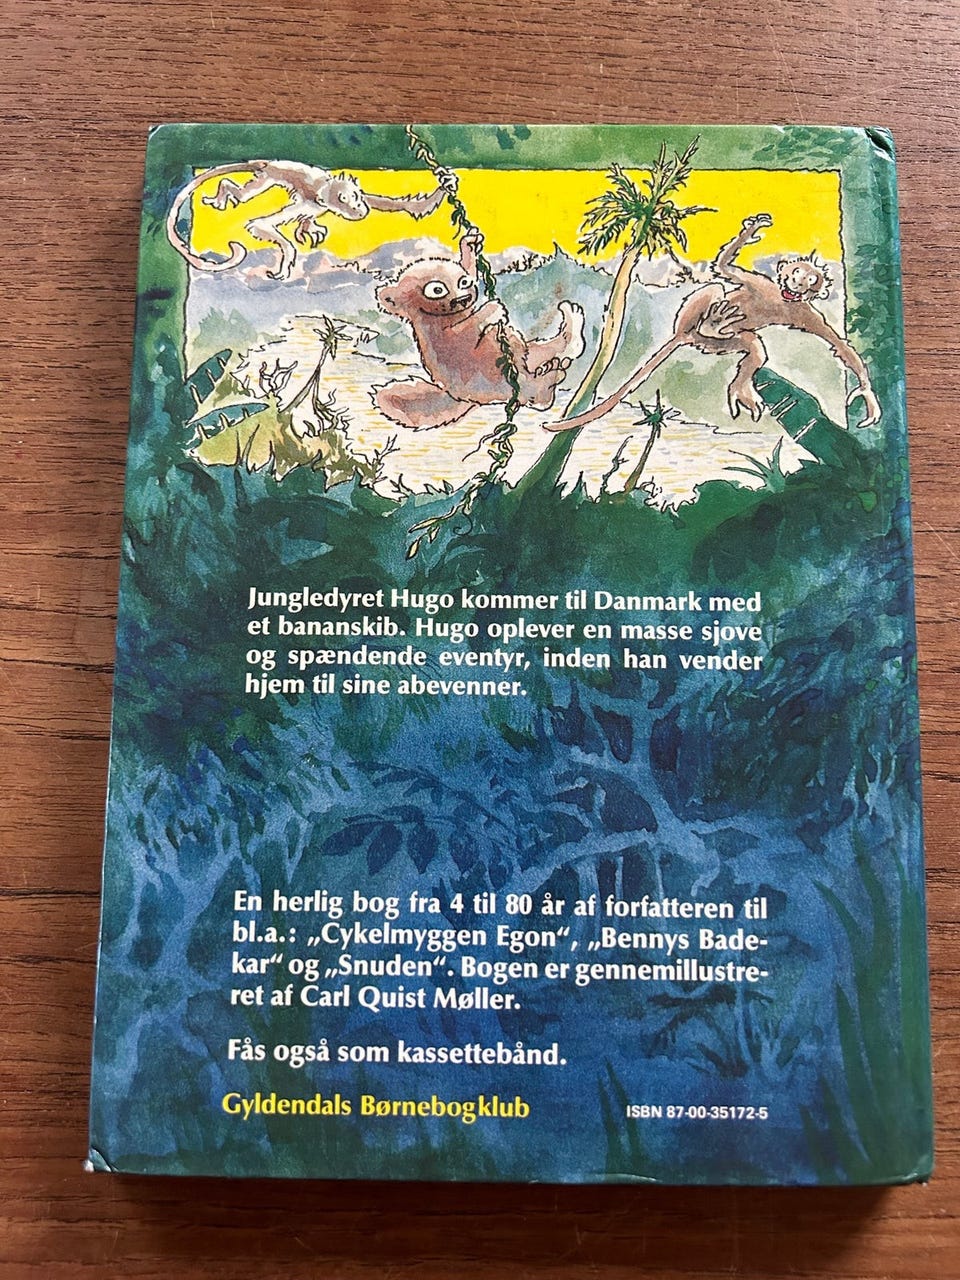 Jungledyret Hugo kommer til Danmark med
et bananskib. Hugo oplever en masse sjove
og spændende eventyr, inden han vender
hjem til sine abevenner.
En herlig bog fra 4 til 80 år af forfatteren til
bl.a.: „Cykelmyggen Egon“, „Bennys Bade-
kar“ og „Snuden“. Bogen er gennemillustre-
ret af Carl Quist Møller.
Fås også som kassettebånd.
Gyldendals Børnebogklub
ISBN 87-00-35172-5